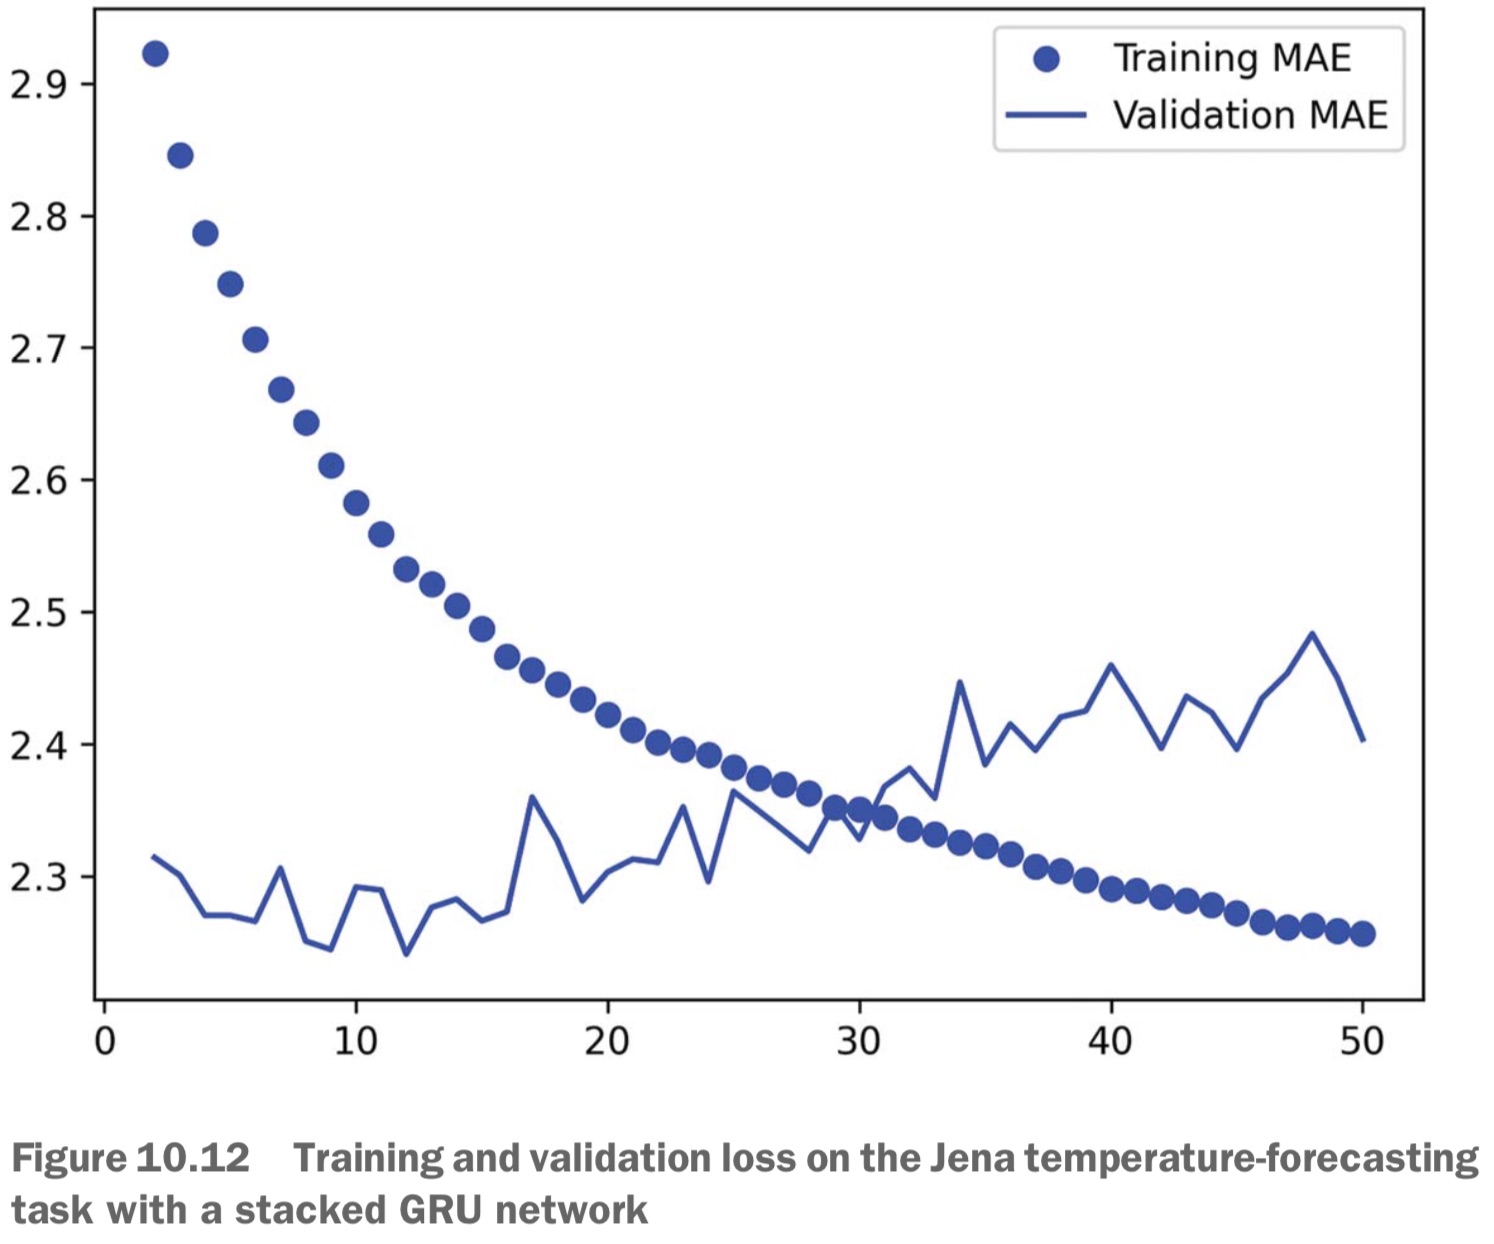 Training MAE
Validation MAE
2.9
2.8
2.7
2.6
2.5
2.4
2.3
0 10 20 30 40 50
Figure 10.12 Training and validation loss on the Jena temperature-forecasting
task with a stacked GRU network